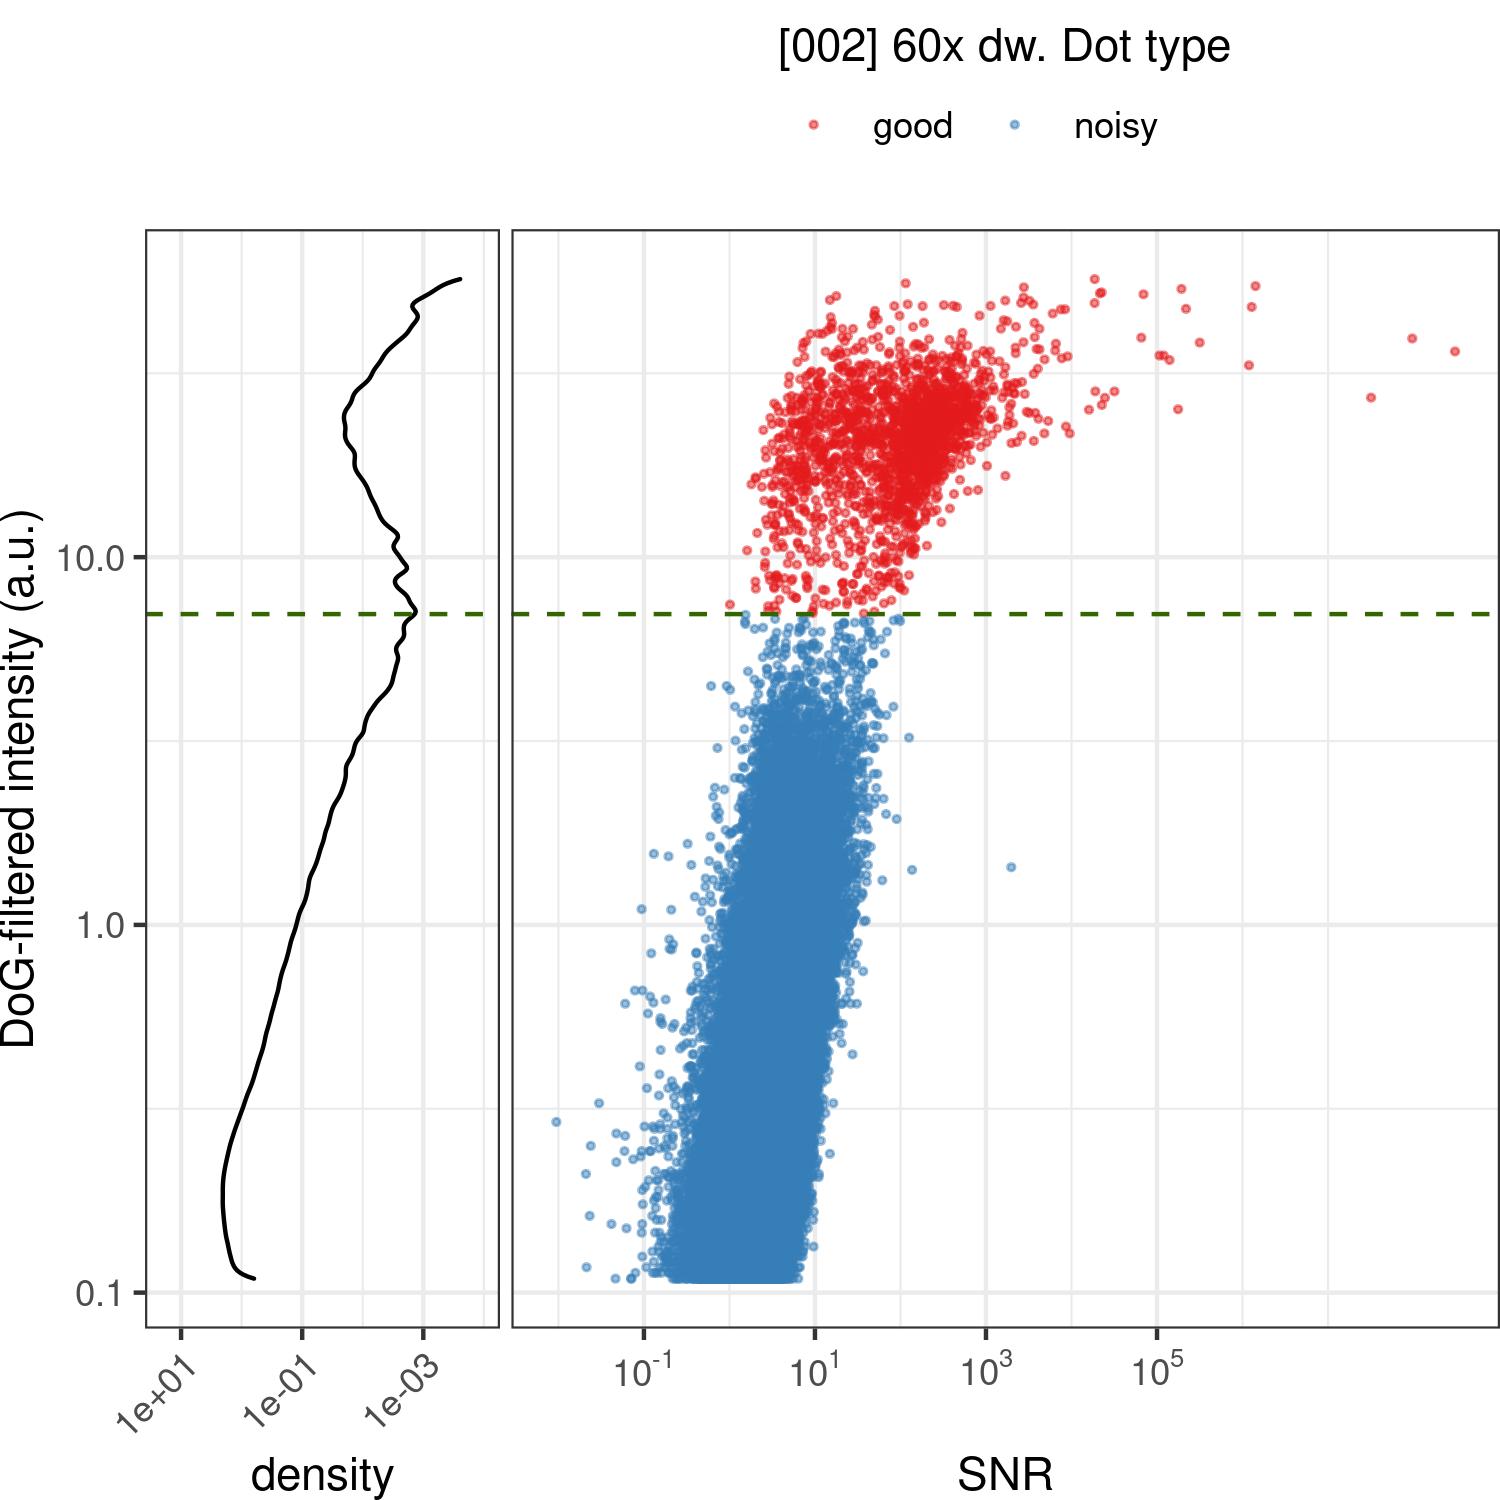 [002] 60x dw. Dot type
good noisy
DoG-filtered intensity (a.u.)
10.0
1.0
0.1
1e+01 1e-01 1e-03
10^-1 10^1 10^3 10^5
density SNR